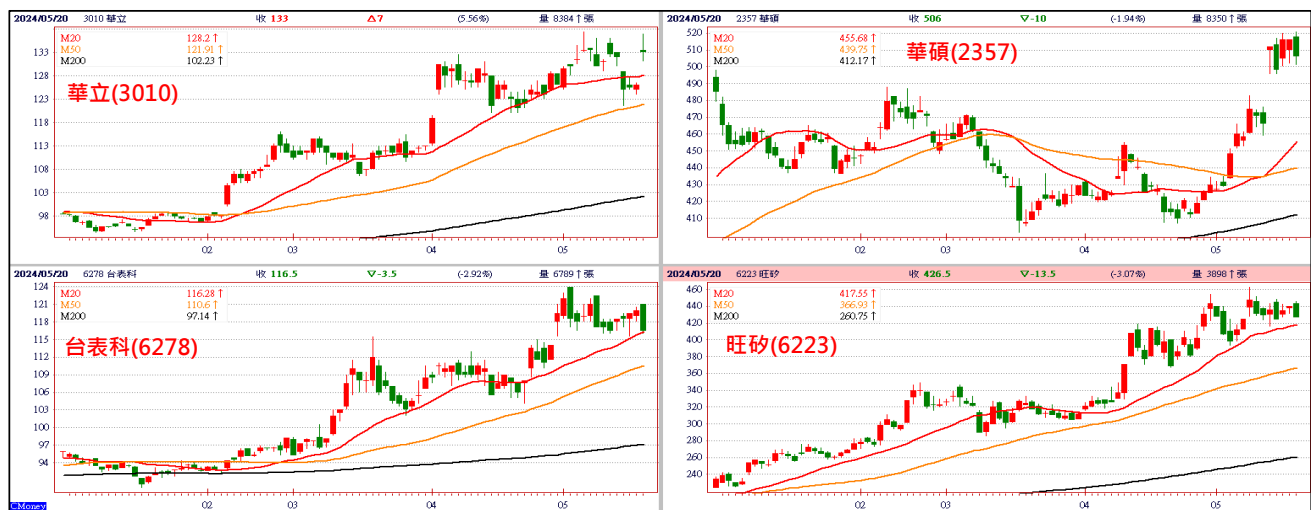 2024/05/20 3010 華立 收 133 △7 (5.56%) 量 8384↑張
M20 128.2↑
M50 121.91↑
M200 102.23↑
華立(3010)
133
128
123
118
113
108
103
98
02 03 04 05
2024/05/20 2357 華碩 收 506 ▽-10 (-1.94%) 量 8350↑張
M20 455.68↑
M50 439.75↑
M200 412.17↑
華碩(2357)
520
510
500
490
480
470
460
450
440
430
420
410
02 03 04 05
2024/05/20 6278 台表科 收 116.5 ▽-3.5 (-2.92%) 量 6789↑張
M20 116.28↑
M50 110.6↑
M200 97.14↑
台表科(6278)
124
121
118
115
112
109
106
103
100
97
94
02 03 04 05
CMoney
2024/05/20 6223 旺矽 收 426.5 ▽-13.5 (-3.07%) 量 3898↑張
M20 417.55↑
M50 366.93↑
M200 260.75↑
旺矽(6223)
460
440
420
400
380
360
340
320
300
280
260
240
02 03 04 05